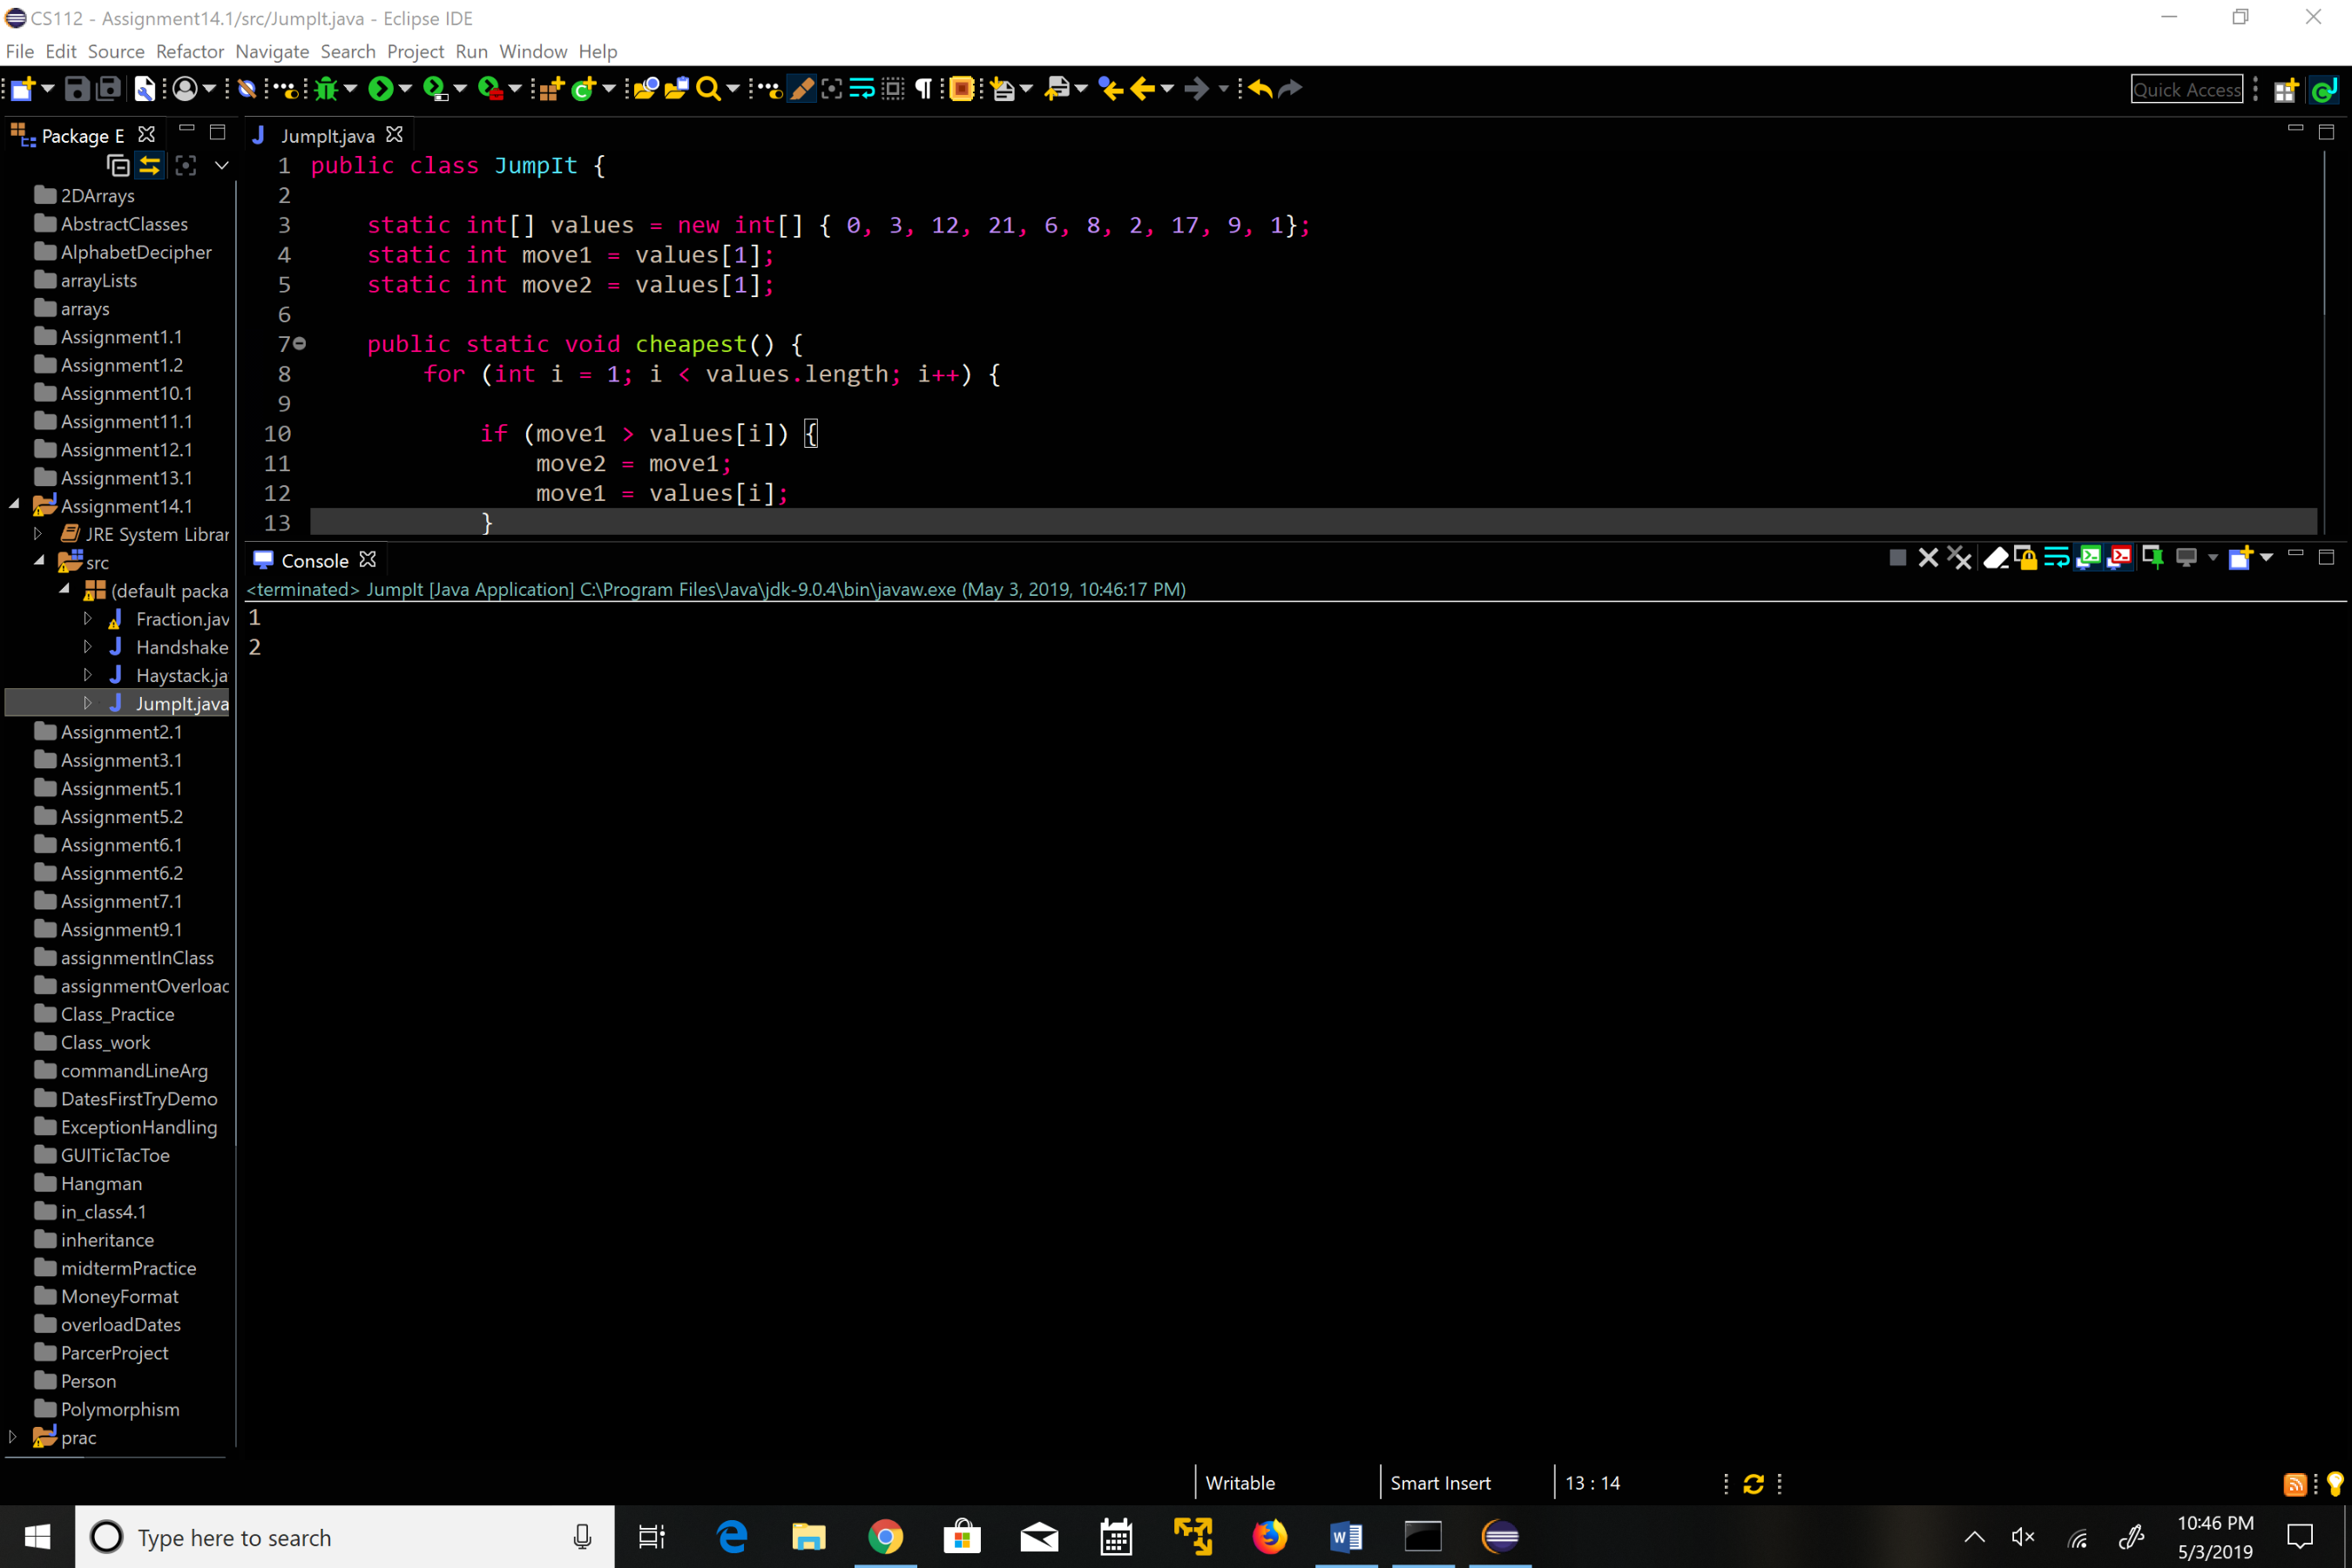 CS112 - Assignment14.1/src/JumpIt.java - Eclipse IDE
File Edit Source Refactor Navigate Search Project Run Window Help
Quick Access
Package E
2DArrays
AbstractClasses
AlphabetDecipher
arrayLists
arrays
Assignment1.1
Assignment1.2
Assignment10.1
Assignment11.1
Assignment12.1
Assignment13.1
Assignment14.1
JRE System Librar
src
(default packa
Fraction.jav
Handshake
Haystack.ja
JumpIt.java
Assignment2.1
Assignment3.1
Assignment5.1
Assignment5.2
Assignment6.1
Assignment6.2
Assignment7.1
Assignment9.1
assignmentInClass
assignmentOverload
Class_Practice
Class_work
commandLineArg
DatesFirstTryDemo
ExceptionHandling
GUITicTacToe
Hangman
in_class4.1
inheritance
midtermPractice
MoneyFormat
overloadDates
ParcerProject
Person
Polymorphism
prac
JumpIt.java
1 public class JumpIt {
2
3 static int[] values = new int[] { 0, 3, 12, 21, 6, 8, 2, 17, 9, 1};
4 static int move1 = values[1];
5 static int move2 = values[1];
6
7 public static void cheapest() {
8 for (int i = 1; i < values.length; i++) {
9
10 if (move1 > values[i]) {
11 move2 = move1;
12 move1 = values[i];
13 }
Console
<terminated> JumpIt [Java Application] C:\Program Files\Java\jdk-9.0.4\bin\javaw.exe (May 3, 2019, 10:46:17 PM)
1
2
Writable Smart Insert 13 : 14
Type here to search
10:46 PM
5/3/2019